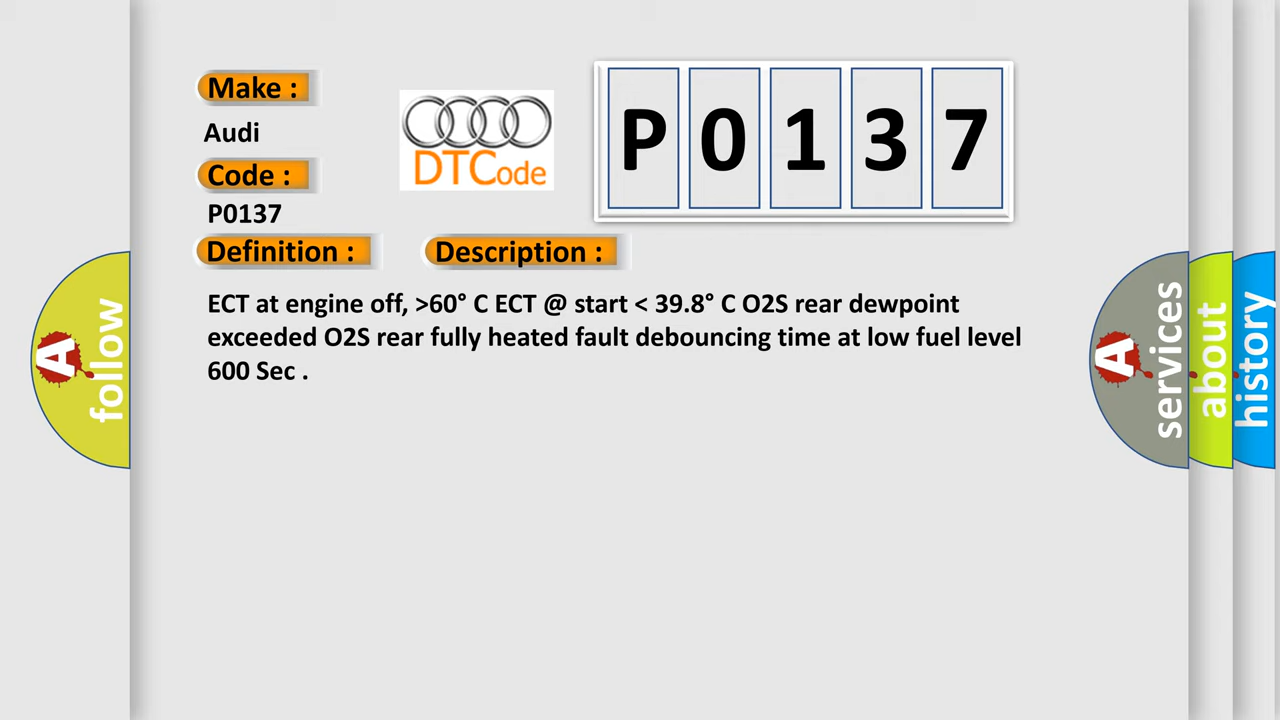 Make :
Audi
Code :
P0137
Definition :
Description :
DTCode
P0137
ECT at engine off, >60° C ECT @ start < 39.8° C O2S rear dewpoint
exceeded O2S rear fully heated fault debouncing time at low fuel level
600 Sec .
A follow
A services
about
history